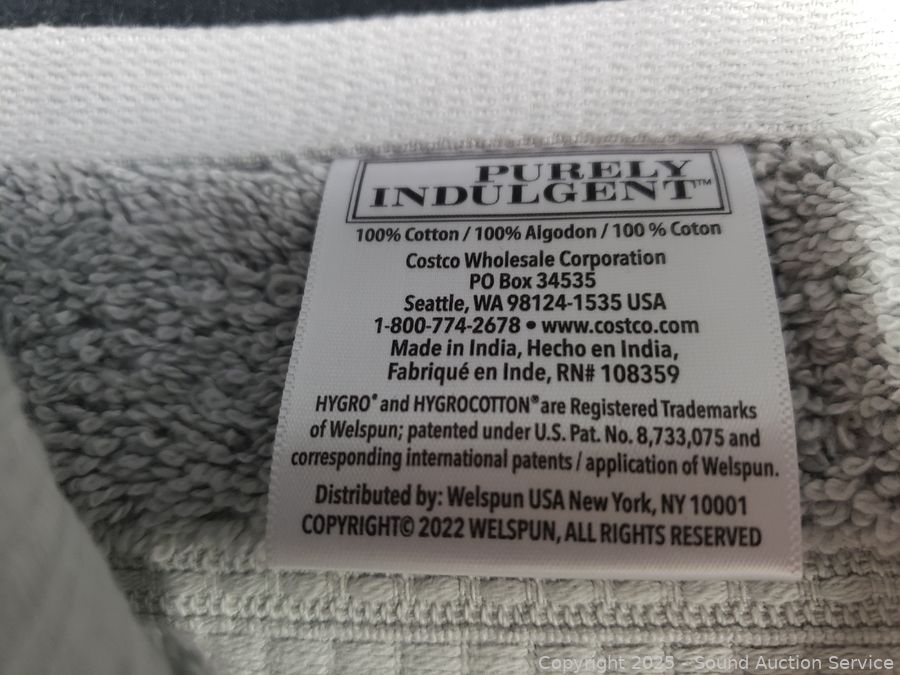 PURELY
INDULGENT™
100% Cotton / 100% Algodon / 100 % Coton
Costco Wholesale Corporation
PO Box 34535
Seattle, WA 98124-1535 USA
1-800-774-2678 • www.costco.com
Made in India, Hecho en India,
Fabriqué en Inde, RN# 108359
HYGRO® and HYGROCOTTON® are Registered Trademarks
of Welspun; patented under U.S. Pat. No. 8,733,075 and
corresponding international patents / application of Welspun.
Distributed by: Welspun USA New York, NY 10001
COPYRIGHT© 2022 WELSPUN, ALL RIGHTS RESERVED
Copyright 2025 - Sound Auction Service